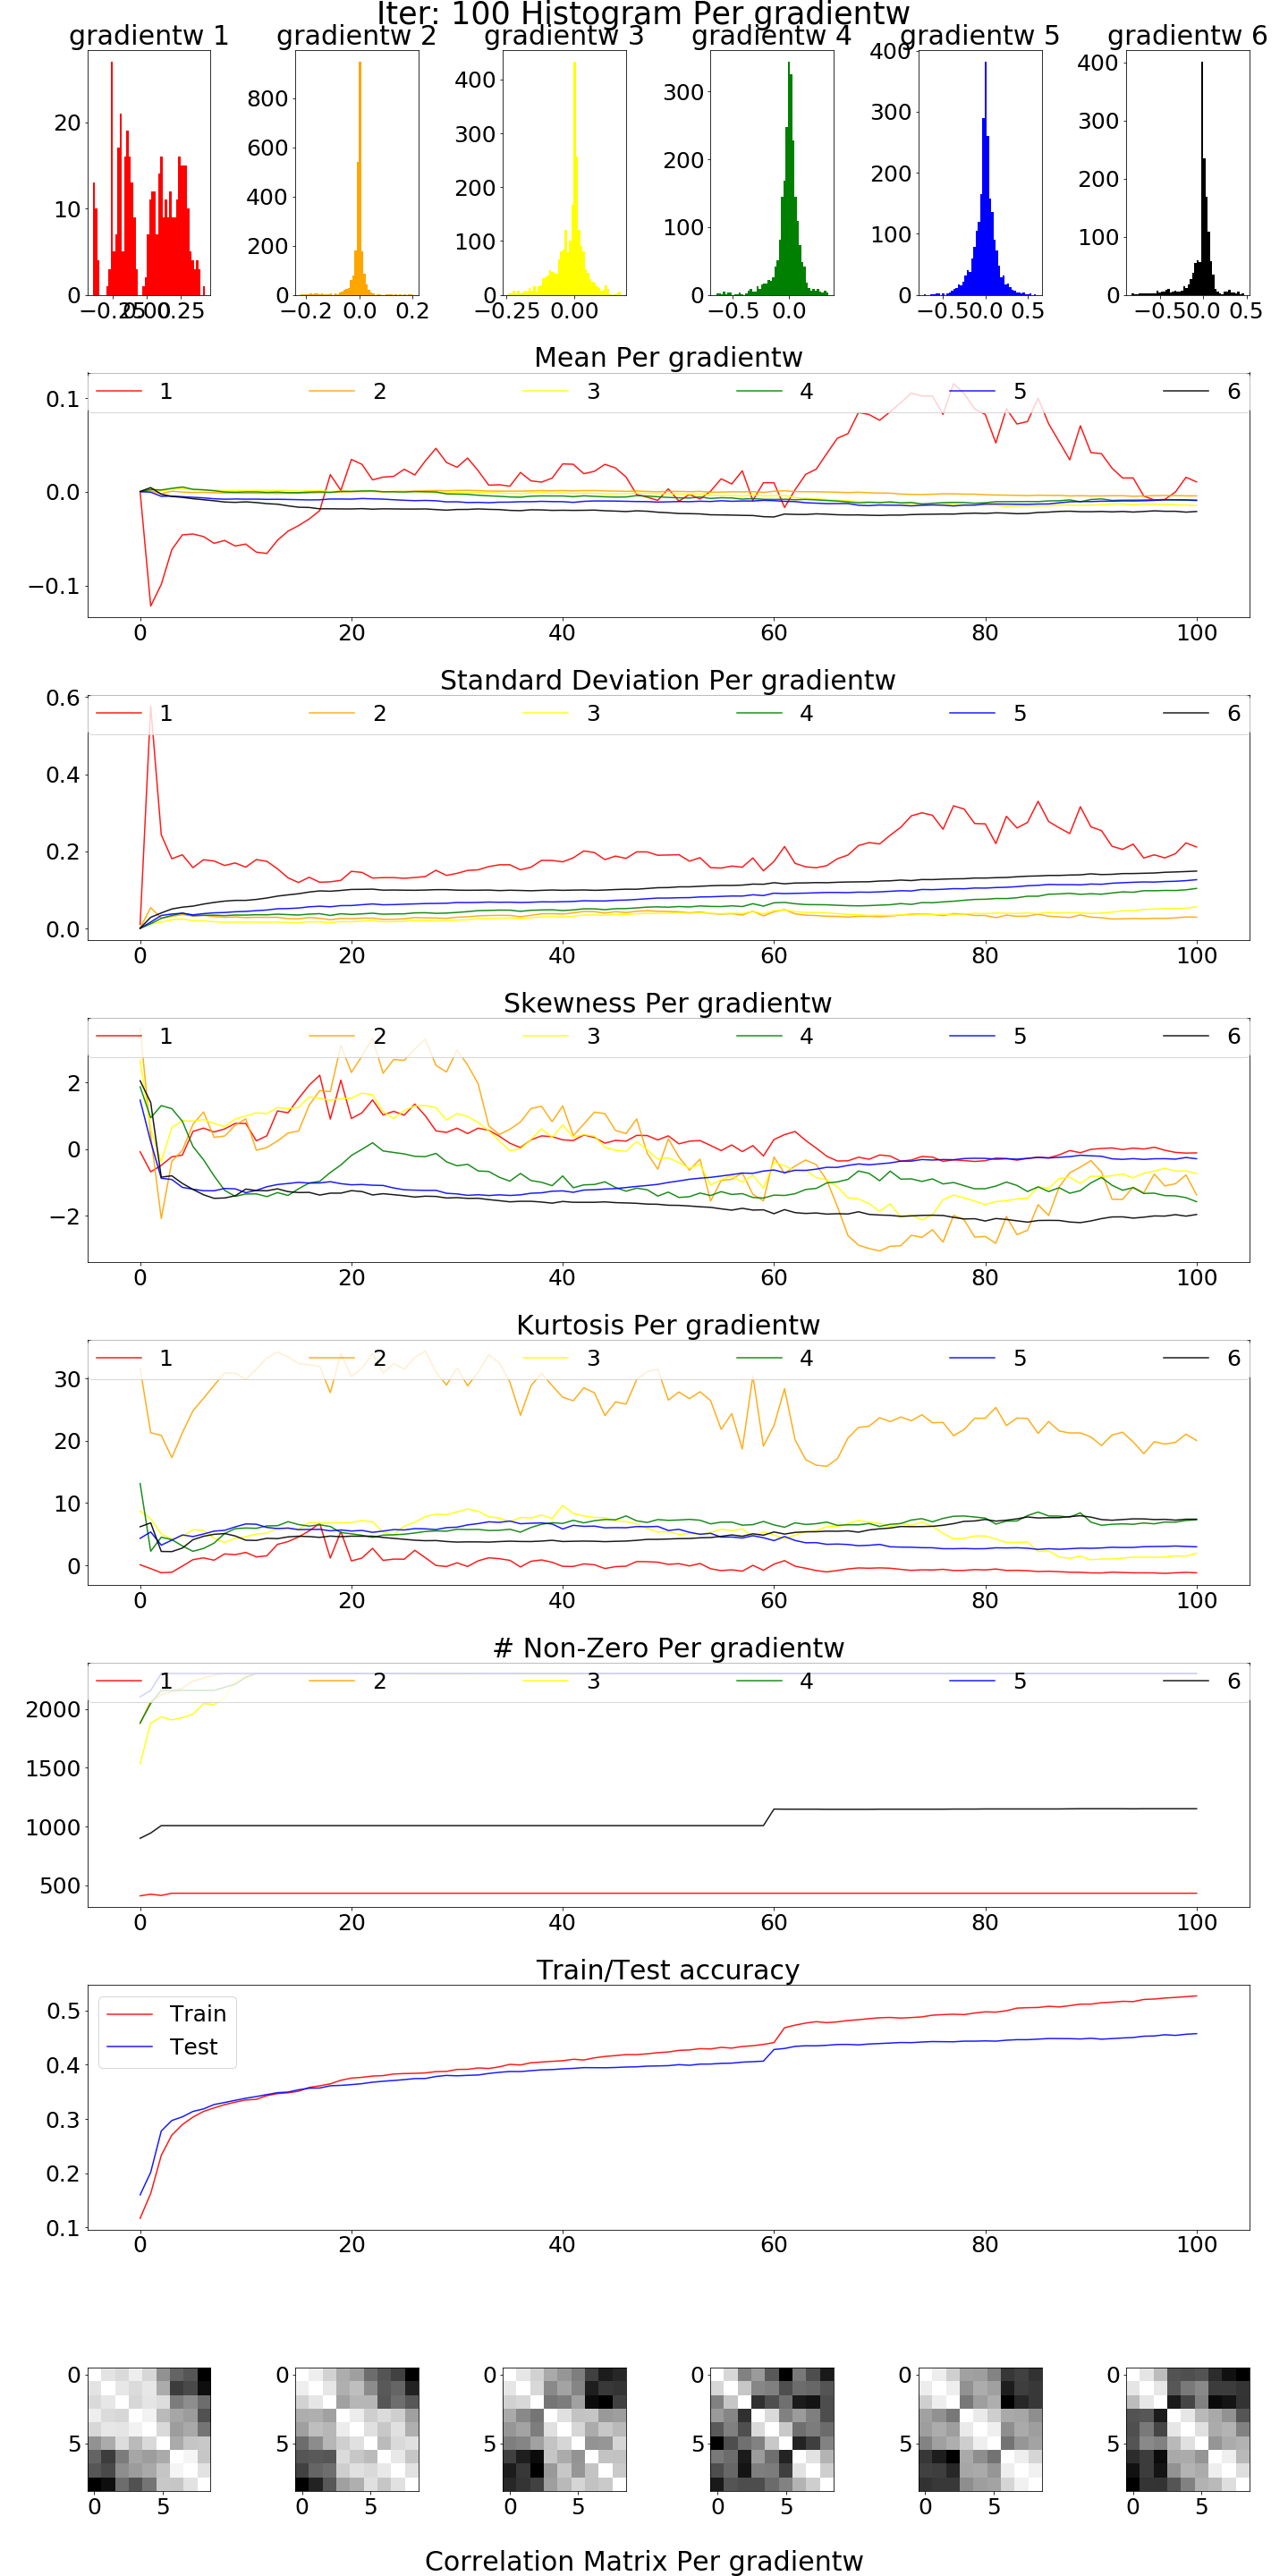 Iter: 100 Histogram Per gradientw
gradientw 1 gradientw 2 gradientw 3 gradientw 4 gradientw 5 gradientw 6
20
10
0
−0.25 0.00 0.25
800
600
400
200
0
−0.2 0.0 0.2
400
300
200
100
0
−0.25 0.00
300
200
100
0
−0.5 0.0
400
300
200
100
0
−0.5 0.0 0.5
400
300
200
100
0
−0.5 0.0 0.5
Mean Per gradientw
1 2 3 4 5 6
0.1
0.0
−0.1
0 20 40 60 80 100
Standard Deviation Per gradientw
1 2 3 4 5 6
0.6
0.4
0.2
0.0
0 20 40 60 80 100
Skewness Per gradientw
1 2 3 4 5 6
2
0
−2
0 20 40 60 80 100
Kurtosis Per gradientw
1 2 3 4 5 6
30
20
10
0
0 20 40 60 80 100
# Non-Zero Per gradientw
1 2 3 4 5 6
2000
1500
1000
500
0 20 40 60 80 100
Train/Test accuracy
Train
Test
0.5
0.4
0.3
0.2
0.1
0 20 40 60 80 100
0 0 0 0 0 0
5 5 5 5 5 5
0 5 0 5 0 5 0 5 0 5 0 5
Correlation Matrix Per gradientw